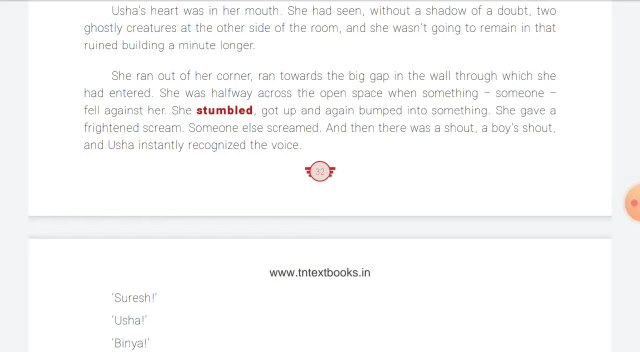 Usha's heart was in her mouth. She had seen, without a shadow of a doubt, two
ghostly creatures at the other side of the room, and she wasn't going to remain in that
ruined building a minute longer.
She ran out of her corner, ran towards the big gap in the wall through which she
had entered. She was halfway across the open space when something – someone –
fell against her. She stumbled, got up and again bumped into something. She gave a
frightened scream. Someone else screamed. And then there was a shout, a boy's shout,
and Usha instantly recognized the voice.
32
www.tntextbooks.in
'Suresh!'
'Usha!'
'Binya!'